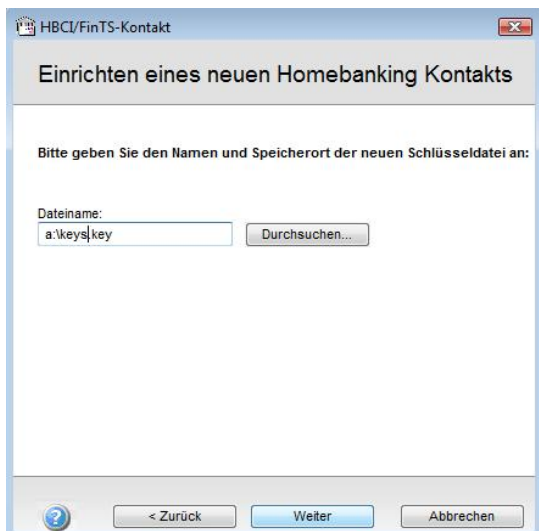 HBCI/FinTS-Kontakt
Einrichten eines neuen Homebanking Kontakts
Bitte geben Sie den Namen und Speicherort der neuen Schlüsseldatei an:
Dateiname:
a:\keys.key Durchsuchen...
< Zurück Weiter Abbrechen